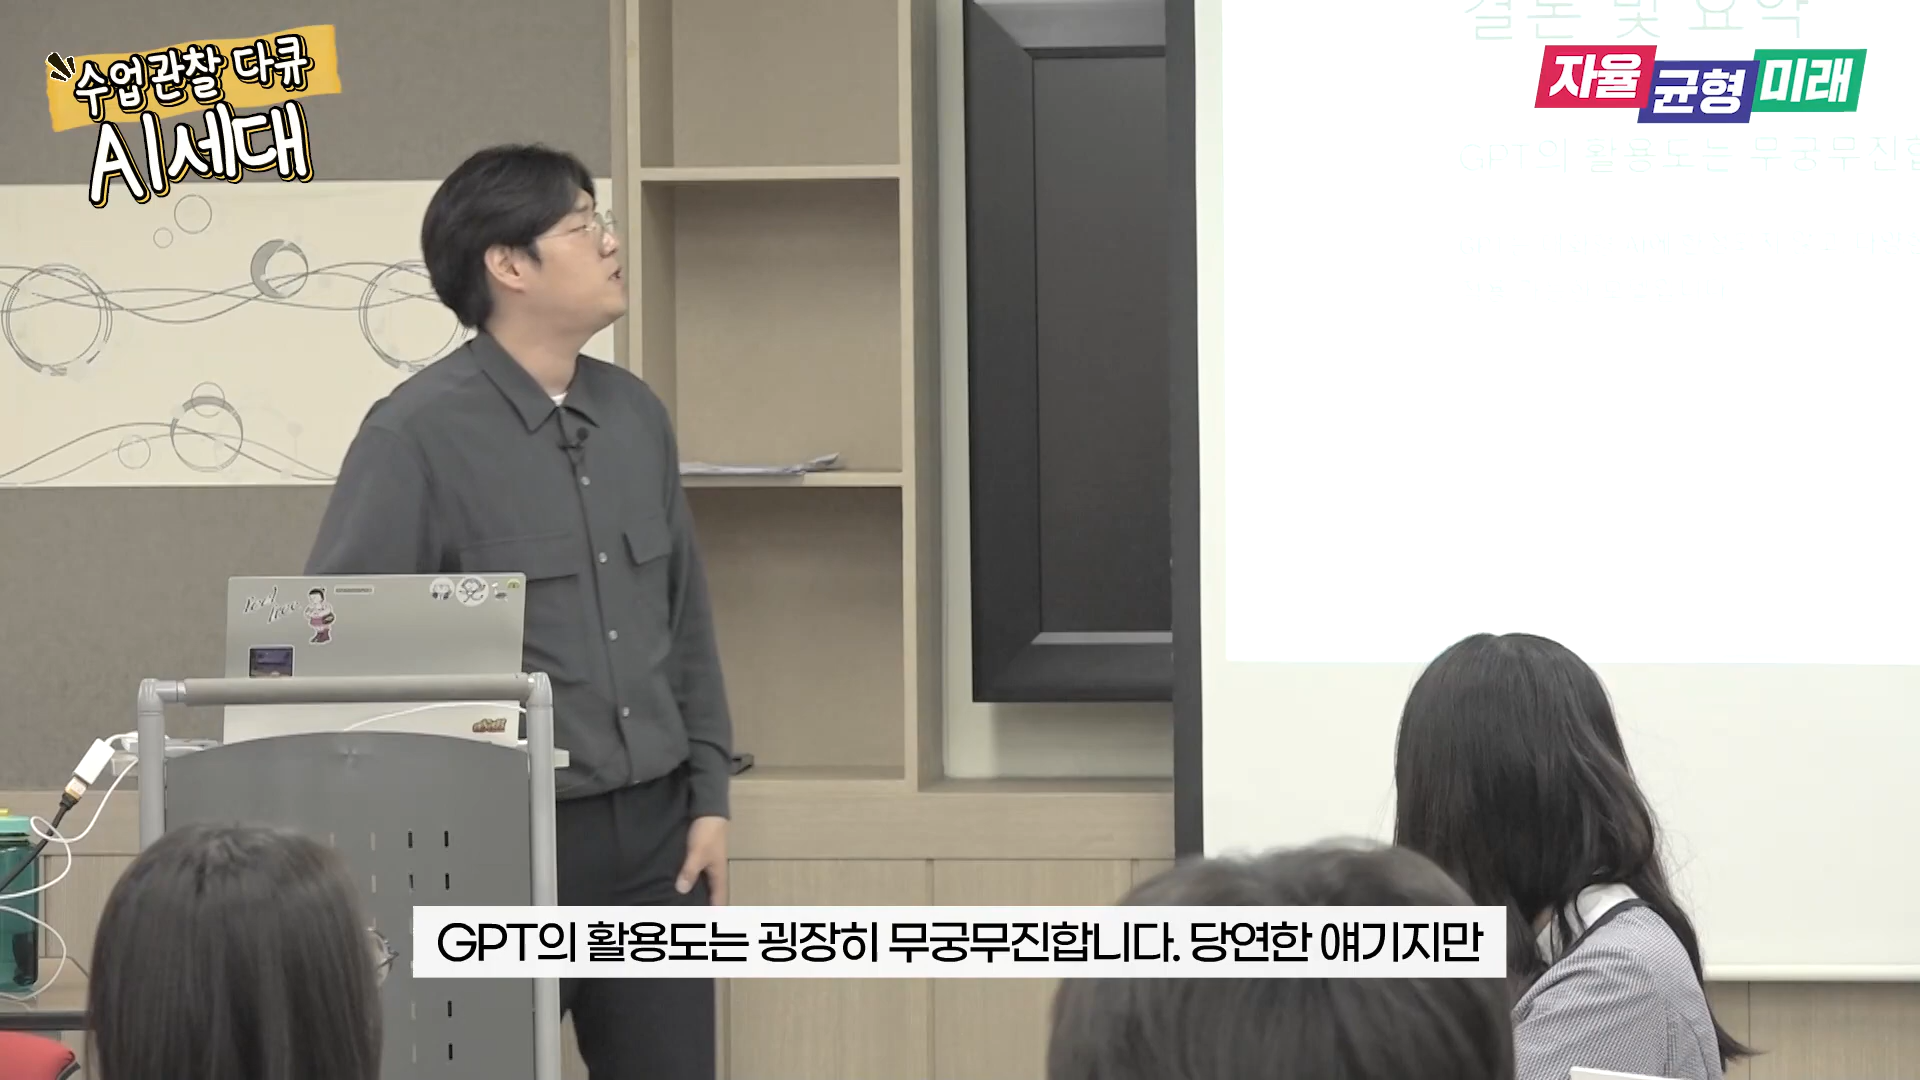 수업관찰 다큐
AI세대
자율 균형 미래
결론 및 요약
GPT의 활용도는 무궁무진합
feel
GPT의 활용도는 굉장히 무궁무진합니다. 당연한 얘기지만